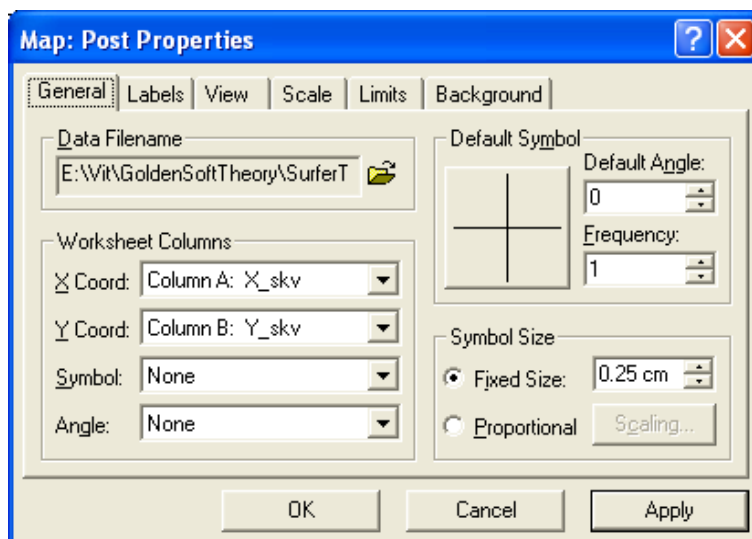 Map: Post Properties
General Labels View Scale Limits Background
Data Filename
E:\Vit\GoldenSoftTheory\SurferT
Worksheet Columns
X Coord: Column A: X_skv
Y Coord: Column B: Y_skv
Symbol: None
Angle: None
Default Symbol
Default Angle:
0
Frequency:
1
Symbol Size
Fixed Size: 0.25 cm
Proportional Scaling...
OK Cancel Apply